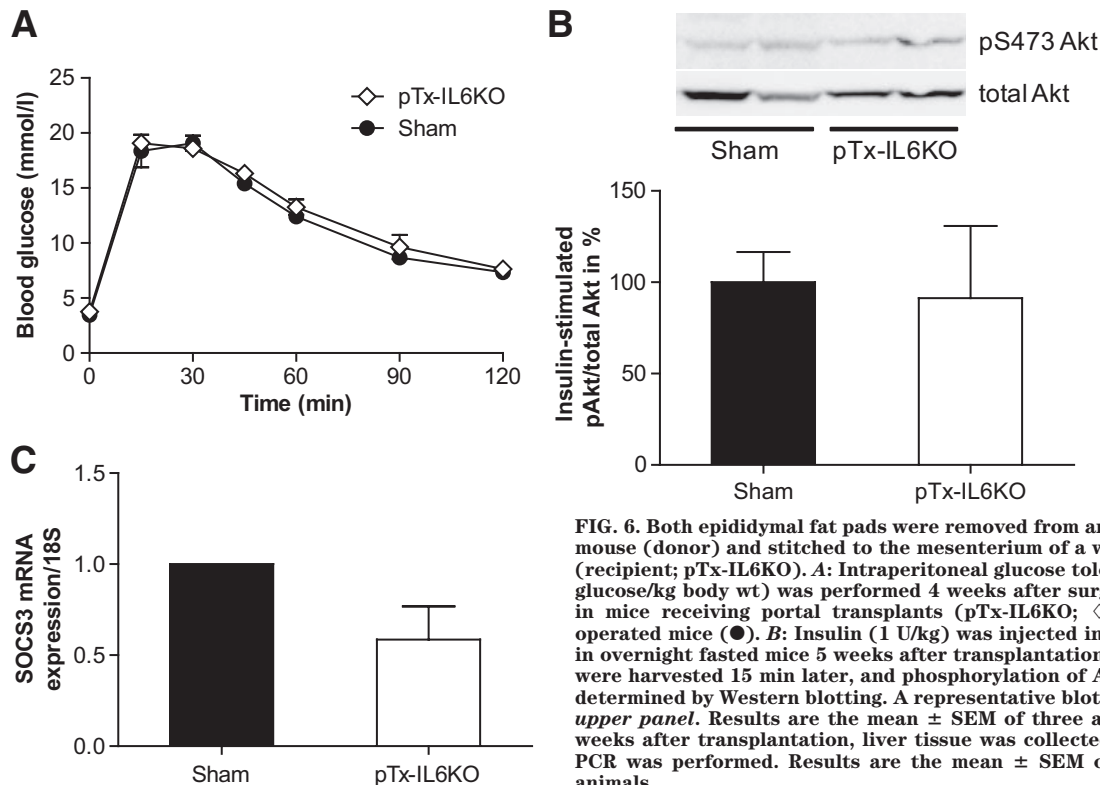 A
25
20
15
10
5
0
Blood glucose (mmol/l)
pTx-IL6KO
Sham
0 30 60 90 120
Time (min)
B
pS473 Akt
total Akt
Sham pTx-IL6KO
150
100
50
0
Insulin-stimulated
pAkt/total Akt in %
Sham pTx-IL6KO
C
1.5
1.0
0.5
0.0
SOCS3 mRNA
expression/18S
Sham pTx-IL6KO
FIG. 6. Both epididymal fat pads were removed from
mouse (donor) and stitched to the mesenterium of a
(recipient; pTx-IL6KO). A: Intraperitoneal glucose
glucose/kg body wt) was performed 4 weeks after
in mice receiving portal transplants (pTx-IL6KO; ◇
operated mice (●). B: Insulin (1 U/kg) was injected
in overnight fasted mice 5 weeks after transplantation
were harvested 15 min later, and phosphorylation of
determined by Western blotting. A representative blot
upper panel. Results are the mean ± SEM of three
weeks after transplantation, liver tissue was
PCR was performed. Results are the mean ± SEM
animals